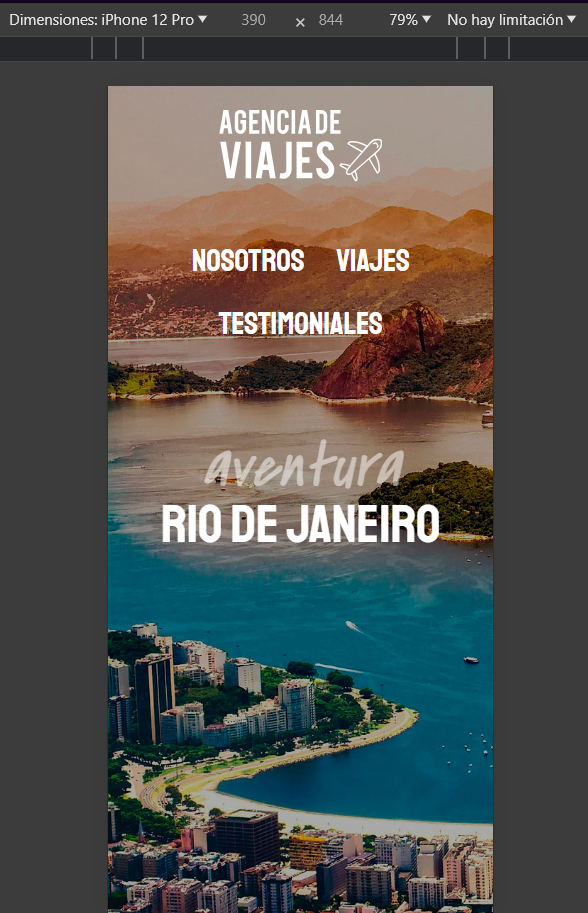 Dimensiones: iPhone 12 Pro ▼ 390 × 844 79% ▼ No hay limitación ▼
AGENCIA DE
VIAJES
NOSOTROS VIAJES
TESTIMONIALES
aventura
RIO DE JANEIRO